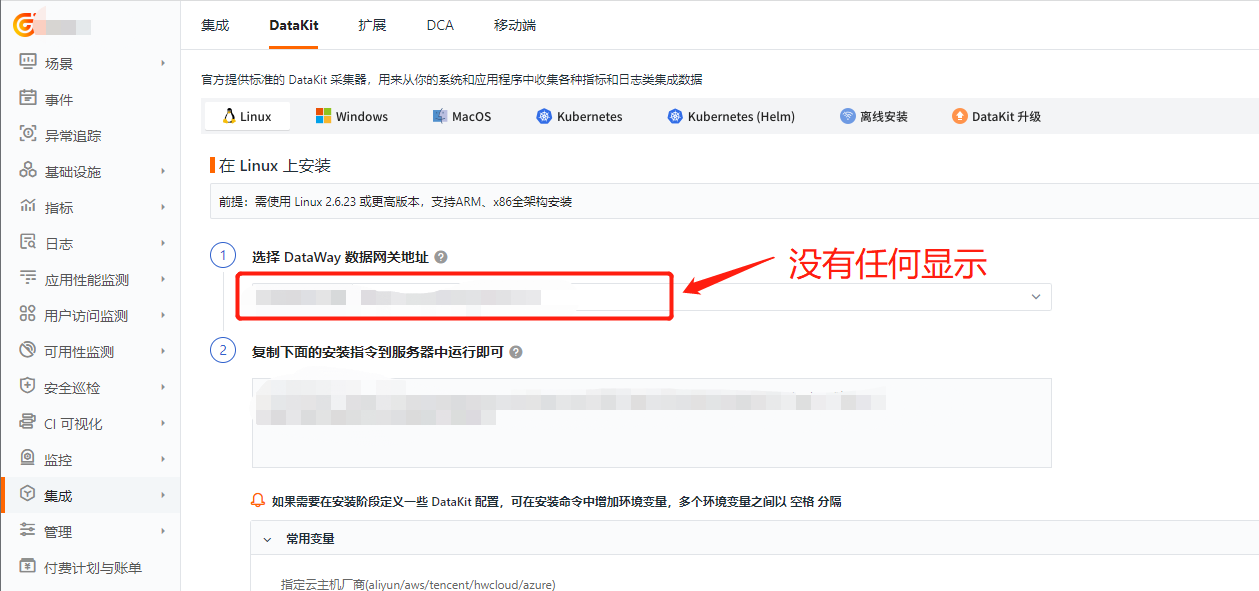 集成 DataKit 扩展 DCA 移动端
场景
事件
异常追踪
基础设施
指标
日志
应用性能监测
用户访问监测
可用性监测
安全巡检
CI 可视化
监控
集成
管理
付费计划与账单
官方提供标准的 DataKit 采集器，用来从你的系统和应用程序中收集各种指标和日志类集成数据
Linux Windows MacOS Kubernetes Kubernetes (Helm) 离线安装 DataKit 升级
在 Linux 上安装
前提：需使用 Linux 2.6.23 或更高版本，支持ARM、x86全架构安装
1 选择 DataWay 数据网关地址 ?
没有任何显示
2 复制下面的安装指令到服务器中运行即可 ?
如果需要在安装阶段定义一些 DataKit 配置，可在安装命令中增加环境变量，多个环境变量之间以 空格 分隔
常用变量
指定云主机厂商(aliyun/aws/tencent/hwcloud/azure)